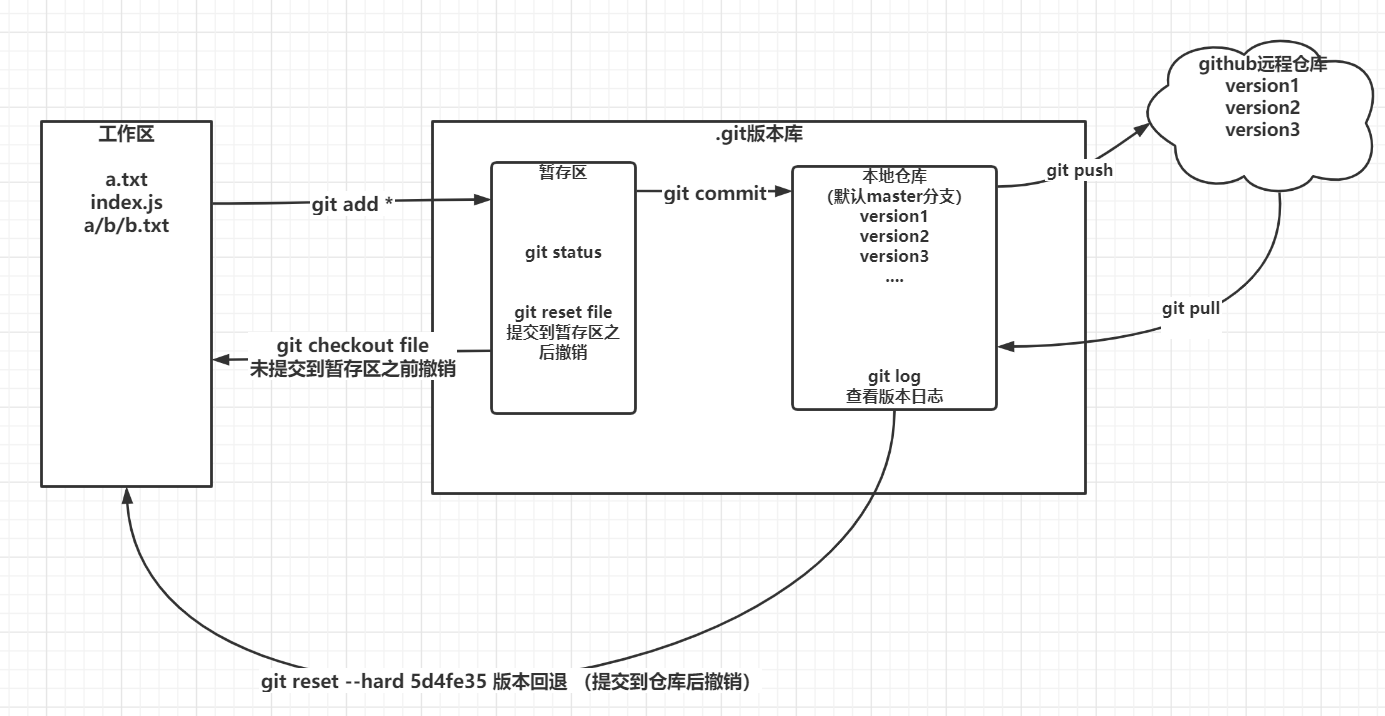 github远程仓库
version1
version2
version3
工作区
a.txt
index.js
a/b/b.txt
git add *
.git版本库
暂存区
git status
git reset file
提交到暂存区之
后撤销
git commit
本地仓库
（默认master分支）
version1
version2
version3
....
git log
查看版本日志
git push
git pull
git checkout file
未提交到暂存区之前撤销
git reset --hard 5d4fe35 版本回退 （提交到仓库后撤销）